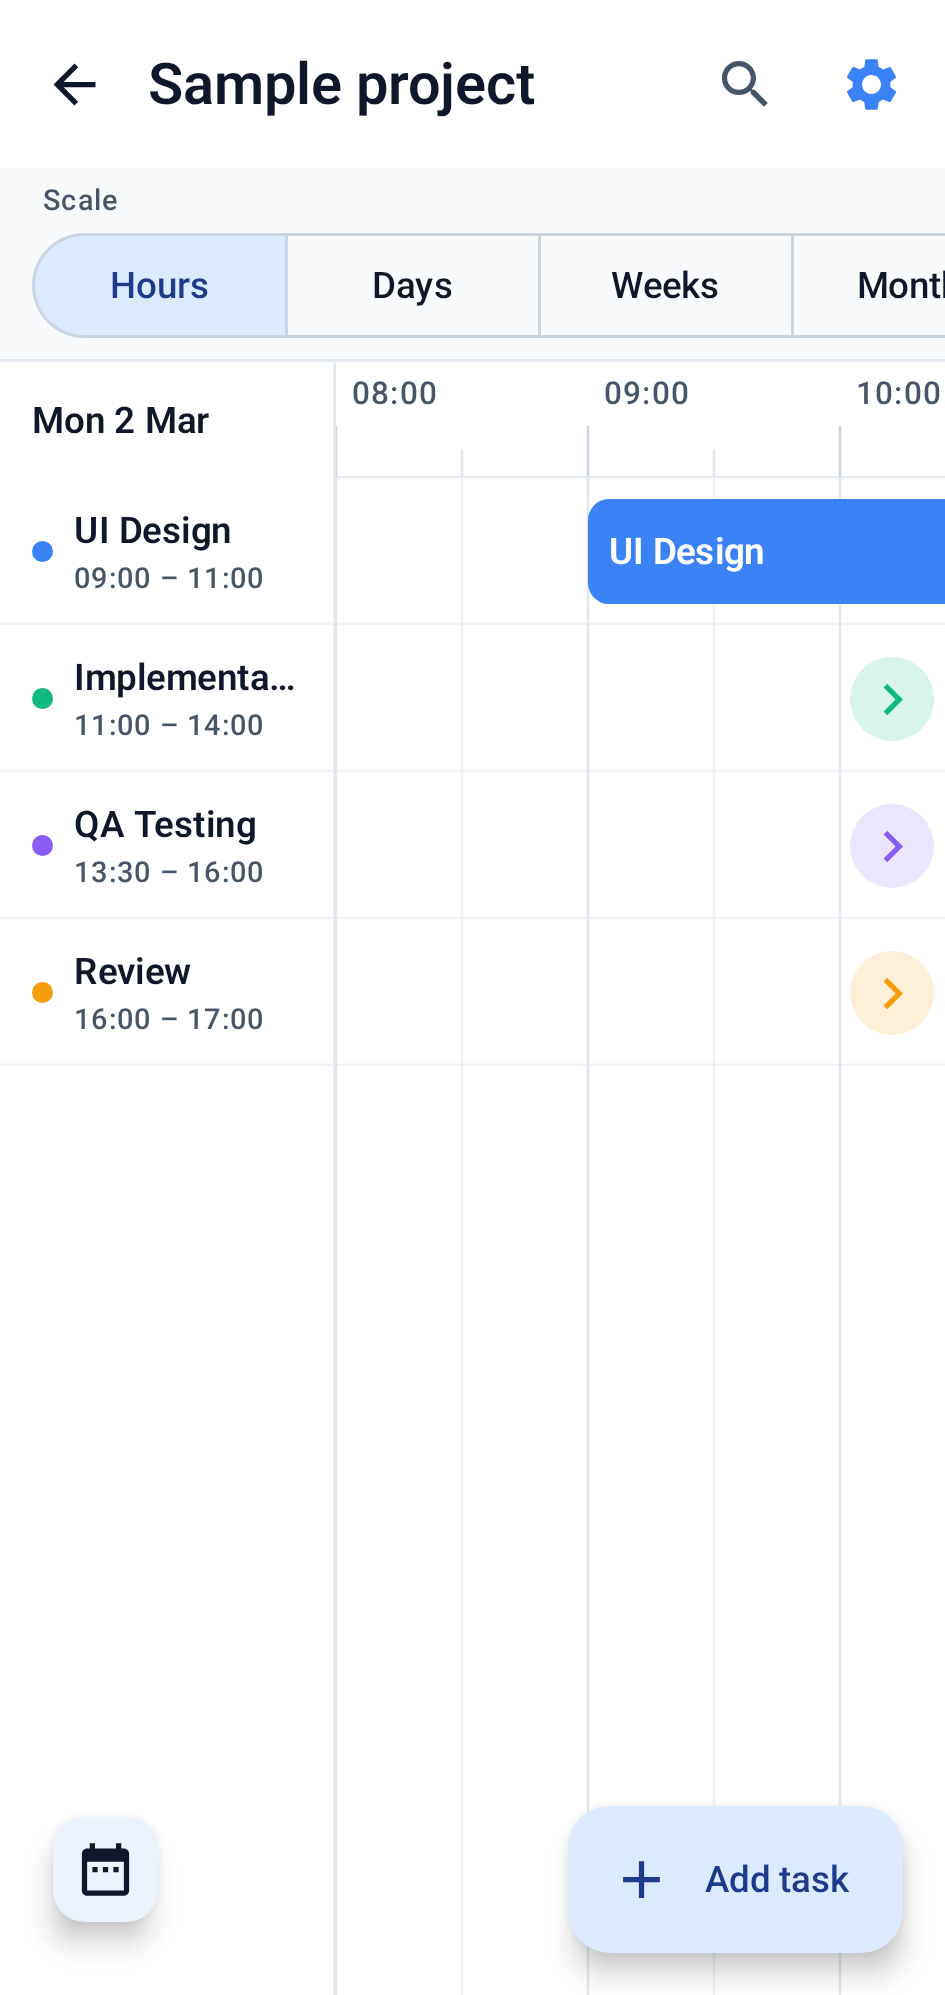 Sample project
Scale
Hours Days Weeks Month
Mon 2 Mar
08:00 09:00 10:00
UI Design
09:00 – 11:00
UI Design
Implementa...
11:00 – 14:00
QA Testing
13:30 – 16:00
Review
16:00 – 17:00
Add task